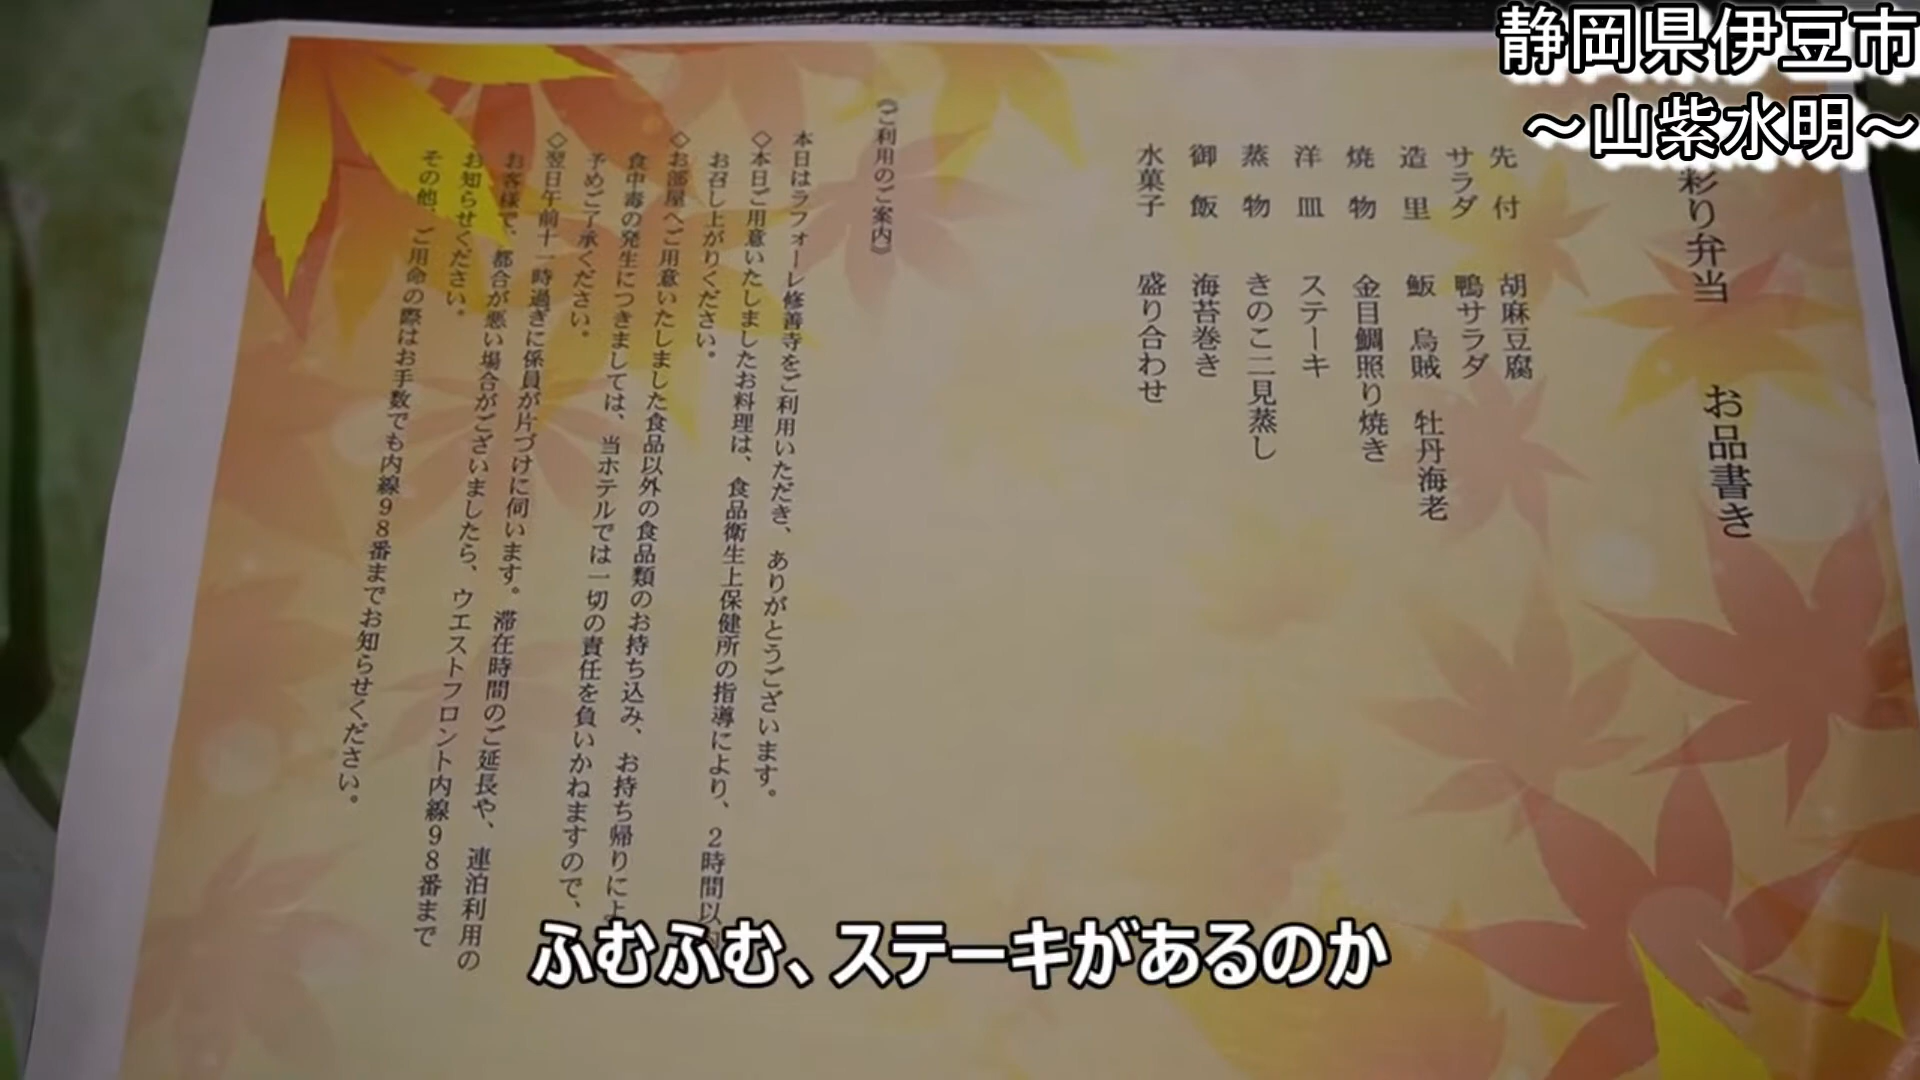 静岡県伊豆市
～山紫水明～
彩り弁当 お品書き
先付 胡麻豆腐
サラダ 鴨サラダ
造里 鰤 烏賊 牡丹海老
焼物 金目鯛照り焼き
洋皿 ステーキ
蒸物 きのこ二見蒸し
御飯 海苔巻き
水菓子 盛り合わせ
《ご利用のご案内》
本日はラフォーレ修善寺をご利用いただき、ありがとうございます。
◇本日ご用意いたしましたお料理は、食品衛生上保健所の指導により、2時間以内
お召し上がりください。
◇お部屋へご用意いたしました食品以外の食品類のお持ち込み、お持ち帰りによ
食中毒の発生につきましては、当ホテルでは一切の責任を負いかねますので、
予めご了承ください。
◇翌日午前十一時過ぎに係員が片づけに伺います。滞在時間のご延長や、連泊利用の
お客様で、都合が悪い場合がございましたら、ウエストフロント内線98番まで
お知らせください。
その他、ご用命の際はお手数でも内線98番までお知らせください。
ふむふむ、ステーキがあるのか